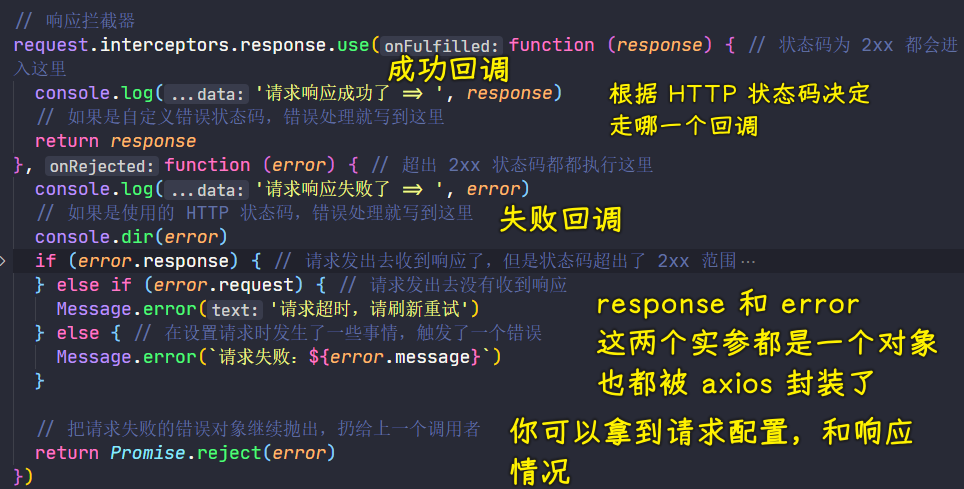 // 响应拦截器
request.interceptors.response.use( onFulfilled: function (response) { // 状态码为 2xx 都会进
入这里
成功回调
console.log( ...data: '请求响应成功了 => ', response)
根据 HTTP 状态码决定
// 如果是自定义错误状态码，错误处理就写到这里
走哪一个回调
return response
}, onRejected: function (error) { // 超出 2xx 状态码都都执行这里
console.log( ...data: '请求响应失败了 => ', error)
// 如果是使用的 HTTP 状态码，错误处理就写到这里
失败回调
console.dir(error)
if (error.response) { // 请求发出去收到响应了，但是状态码超出了 2xx 范围…
} else if (error.request) { // 请求发出去没有收到响应
response 和 error
Message.error( text: '请求超时，请刷新重试')
} else { // 在设置请求时发生了一些事情，触发了一个错误
这两个实参都是一个对象
Message.error(`请求失败: ${error.message}`)
}
也都被 axios 封装了
// 把请求失败的错误对象继续抛出，扔给上一个调用者
你可以拿到请求配置，和响应
return Promise.reject(error)
情况
})